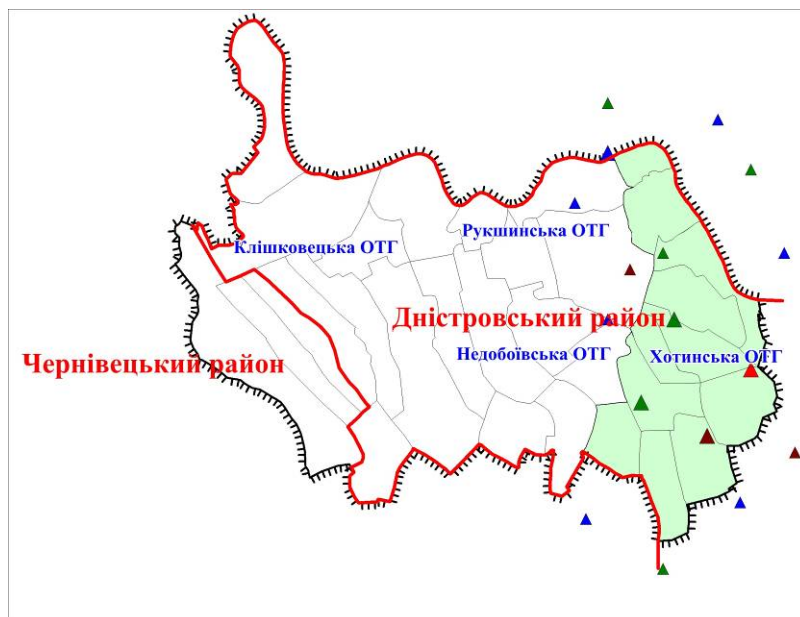 Рукшинська ОТГ
Клішковецька ОТГ
Дністровський район
Недобоївська ОТГ
Хотинська ОТГ
Чернівецький район